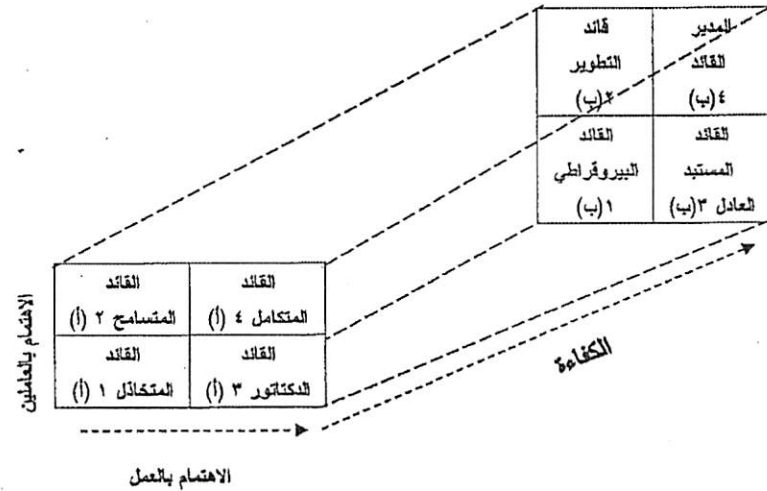 المدير
القائد
٤(ب)
قائد
التطوير
٢(ب)
القائد
المستبد
العادل ٣(ب)
القائد
البيروقراطي
١(ب)
القائد
المتكامل ٤ (أ)
القائد
المتسامح ٢ (أ)
القائد
الدكتاتور ٣ (أ)
القائد
المتخاذل ١ (أ)
الاهتمام بالعاملين
الكفاءة
الاهتمام بالعمل